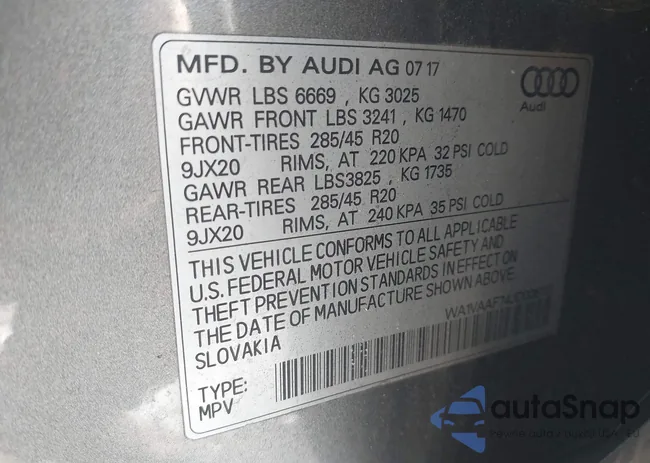 MFD. BY AUDI AG 07 17
GVWR LBS 6669 , KG 3025
GAWR FRONT LBS 3241 , KG 1470
FRONT-TIRES 285/45 R20
9JX20 RIMS, AT 220 KPA 32 PSI COLD
GAWR REAR LBS3825 , KG 1735
REAR-TIRES 285/45 R20
9JX20 RIMS, AT 240 KPA 35 PSI COLD
THIS VEHICLE CONFORMS TO ALL APPLICABLE
U.S. FEDERAL MOTOR VEHICLE SAFETY AND
THEFT PREVENTION STANDARDS IN EFFECT ON
THE DATE OF MANUFACTURE SHOWN ABOVE.
SLOVAKIA
TYPE:
MPV
Audi
autaSnap